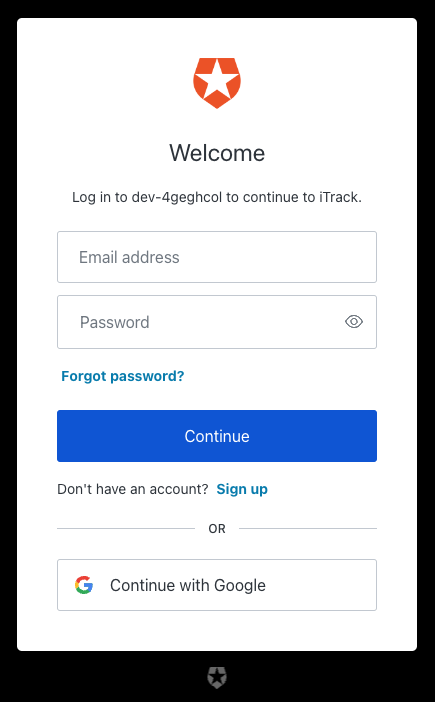 Welcome
Log in to dev-4geghcol to continue to iTrack.
Email address
Password
Forgot password?
Continue
Don't have an account? Sign up
OR
Continue with Google